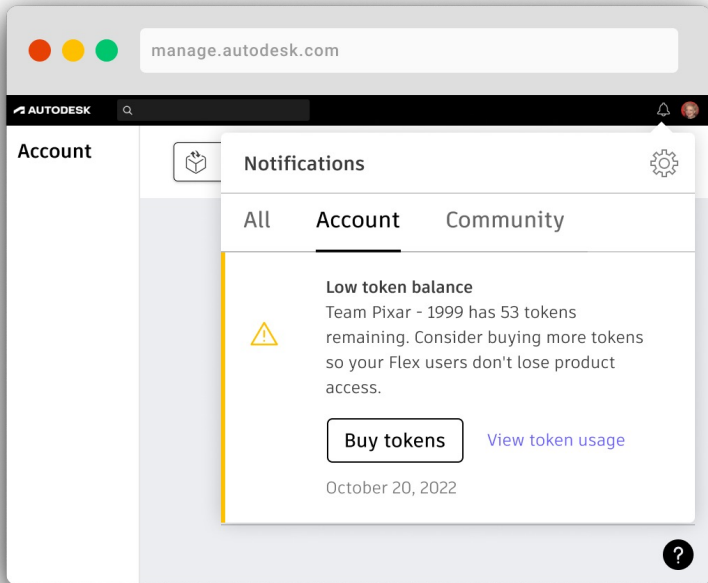 manage.autodesk.com
AUTODESK
Account
Notifications
All Account Community
Low token balance
Team Pixar - 1999 has 53 tokens
remaining. Consider buying more tokens
so your Flex users don't lose product
access.
Buy tokens View token usage
October 20, 2022
?